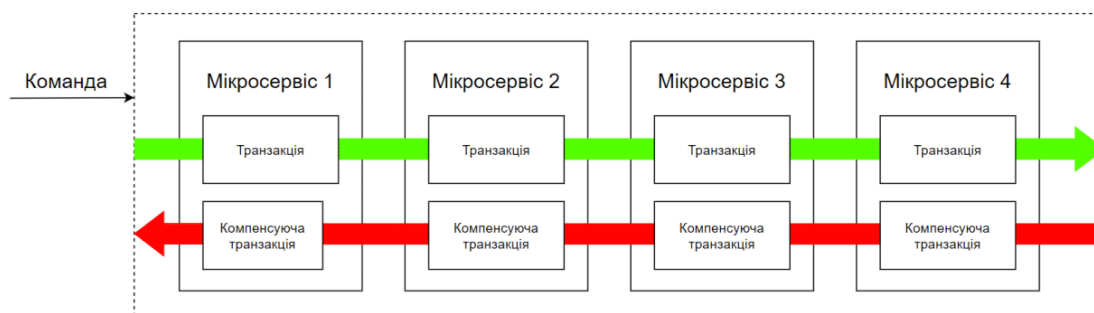 Команда
Мікросервіс 1
Мікросервіс 2
Мікросервіс 3
Мікросервіс 4
Транзакція
Транзакція
Транзакція
Транзакція
Компенсуюча
транзакція
Компенсуюча
транзакція
Компенсуюча
транзакція
Компенсуюча
транзакція